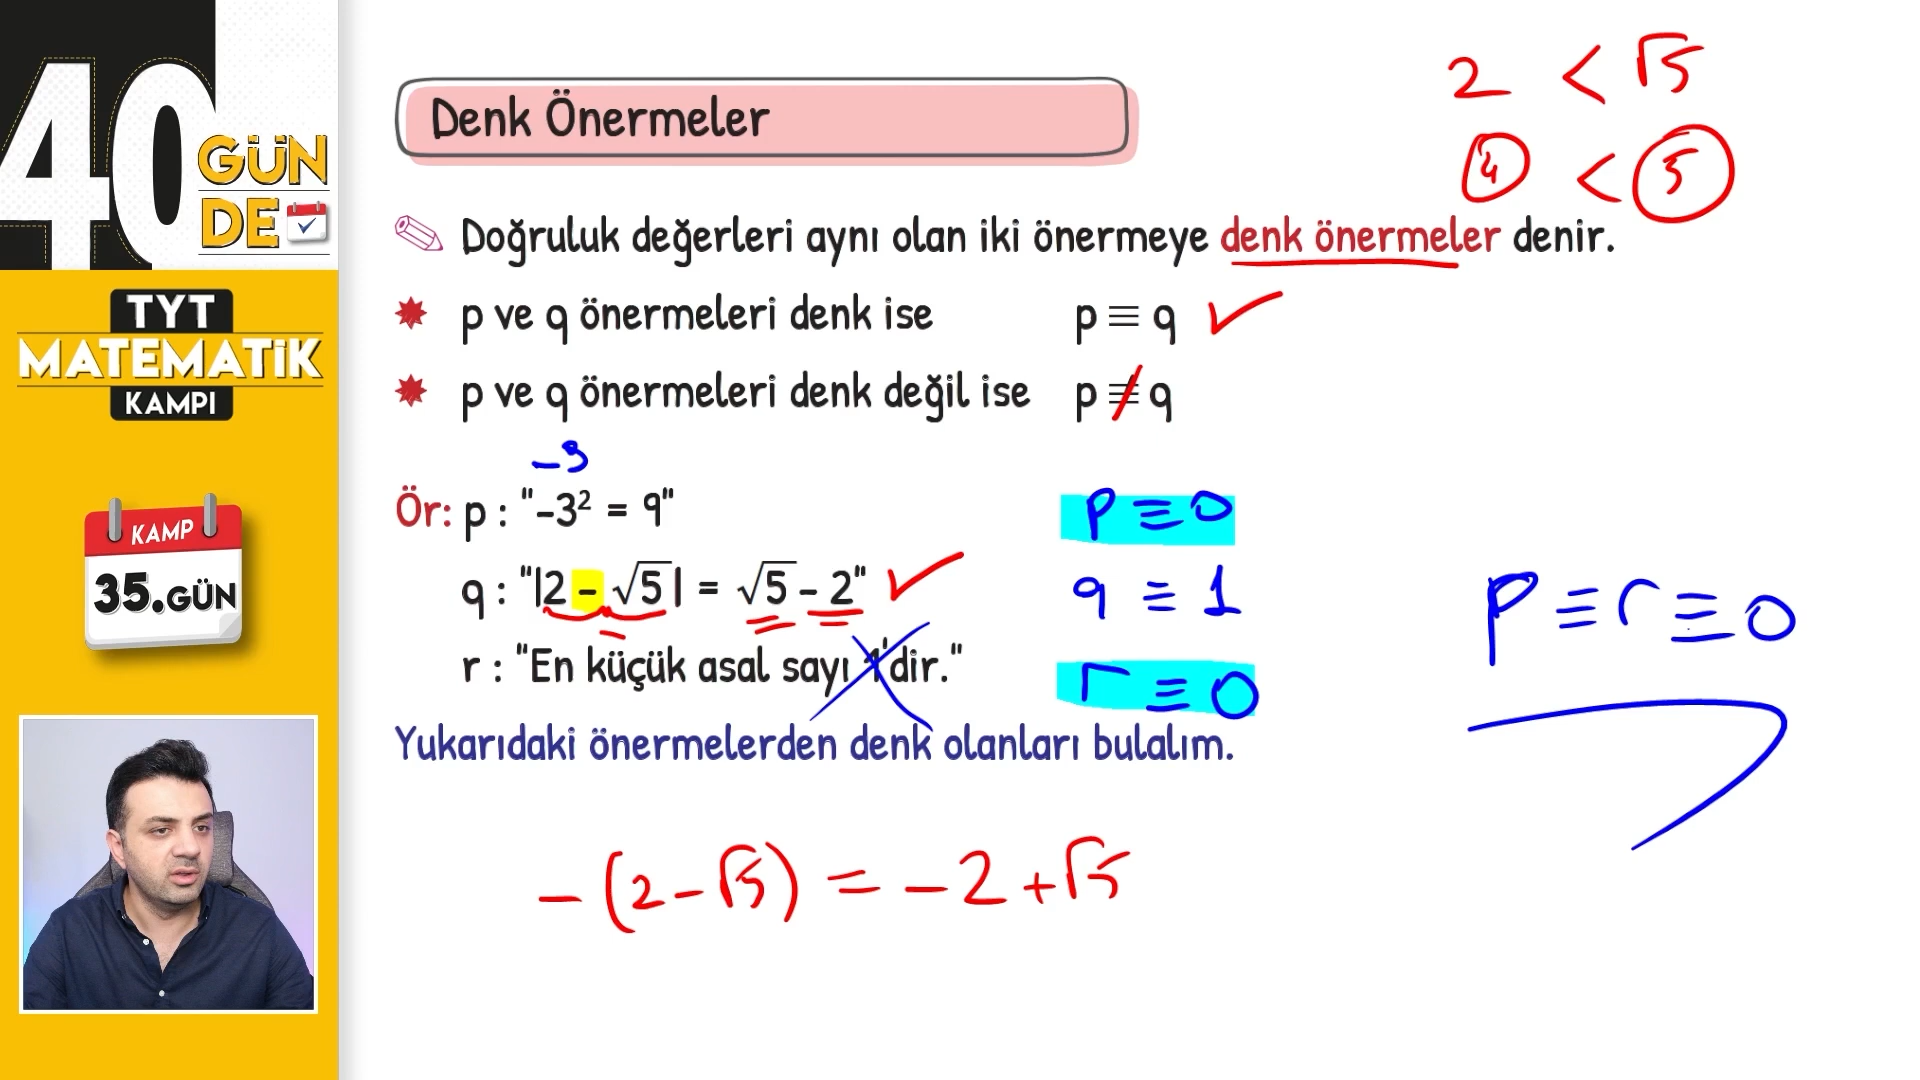 40
GÜN
DE
TYT
MATEMATİK
KAMPI
KAMP
35.GÜN
2 < √5
4 < 5
Denk Önermeler
Doğruluk değerleri aynı olan iki önermeye denk önermeler denir.
p ve q önermeleri denk ise p ≡ q
p ve q önermeleri denk değil ise p ≢ q
Ör: p : "-3² = 9" p ≡ 0
q : "|2 - √5| = √5 - 2" q ≡ 1
r : "En küçük asal sayı 1'dir." r ≡ 0
p ≡ r ≡ 0
Yukarıdaki önermelerden denk olanları bulalım.
- (2 - √5) = - 2 + √5